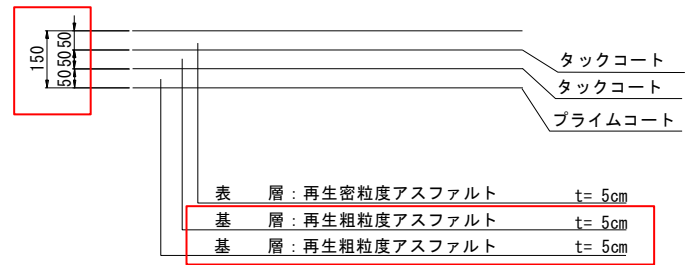 150
50
50
50
タックコート
タックコート
プライムコート
表　層：再生密粒度アスファルト　t= 5cm
基　層：再生粗粒度アスファルト　t= 5cm
基　層：再生粗粒度アスファルト　t= 5cm